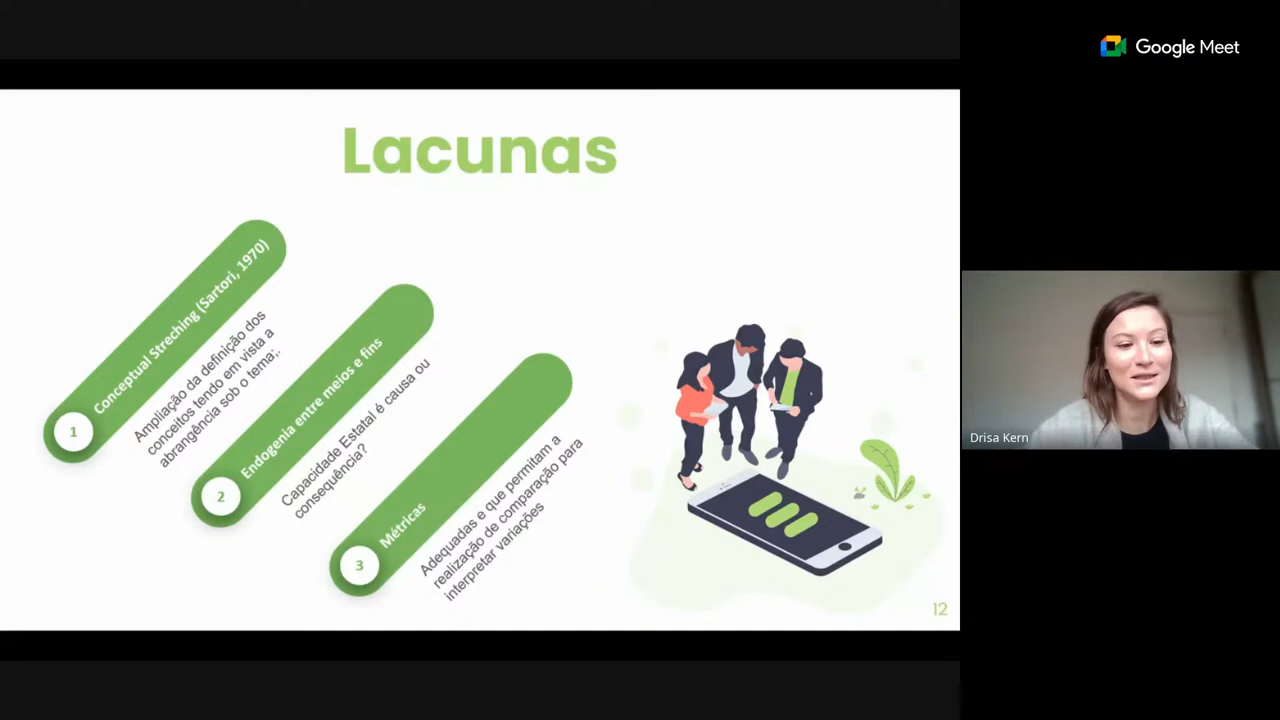 Google Meet
Lacunas
1
Conceptual Streching (Sartori, 1970)
Ampliação da definição dos
conceitos tendo em vista a
abrangência sob o tema;.
2
Endogenia entre meios e fins
Capacidade Estatal é causa ou
consequência?
3
Métricas
Adequadas e que permitam a
realização de comparação para
interpretar variações
12
Drisa Kern